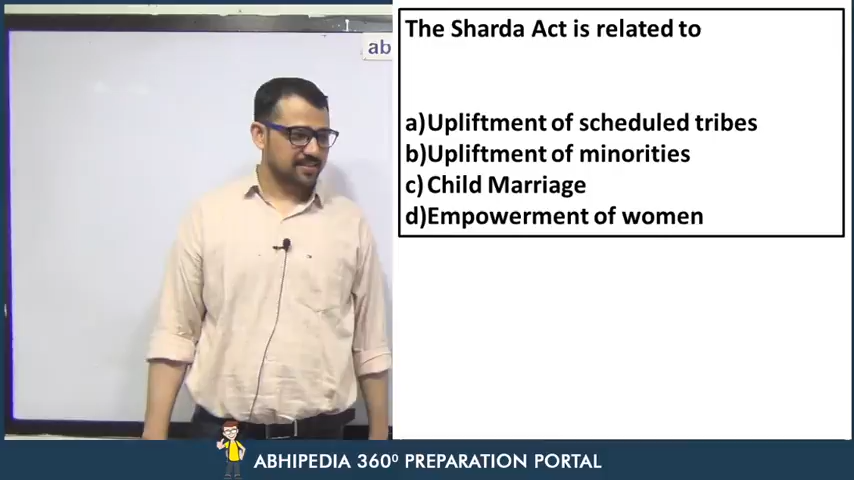 ab
The Sharda Act is related to
a)Upliftment of scheduled tribes
b)Upliftment of minorities
c) Child Marriage
d)Empowerment of women
ABHIPEDIA 360⁰ PREPARATION PORTAL